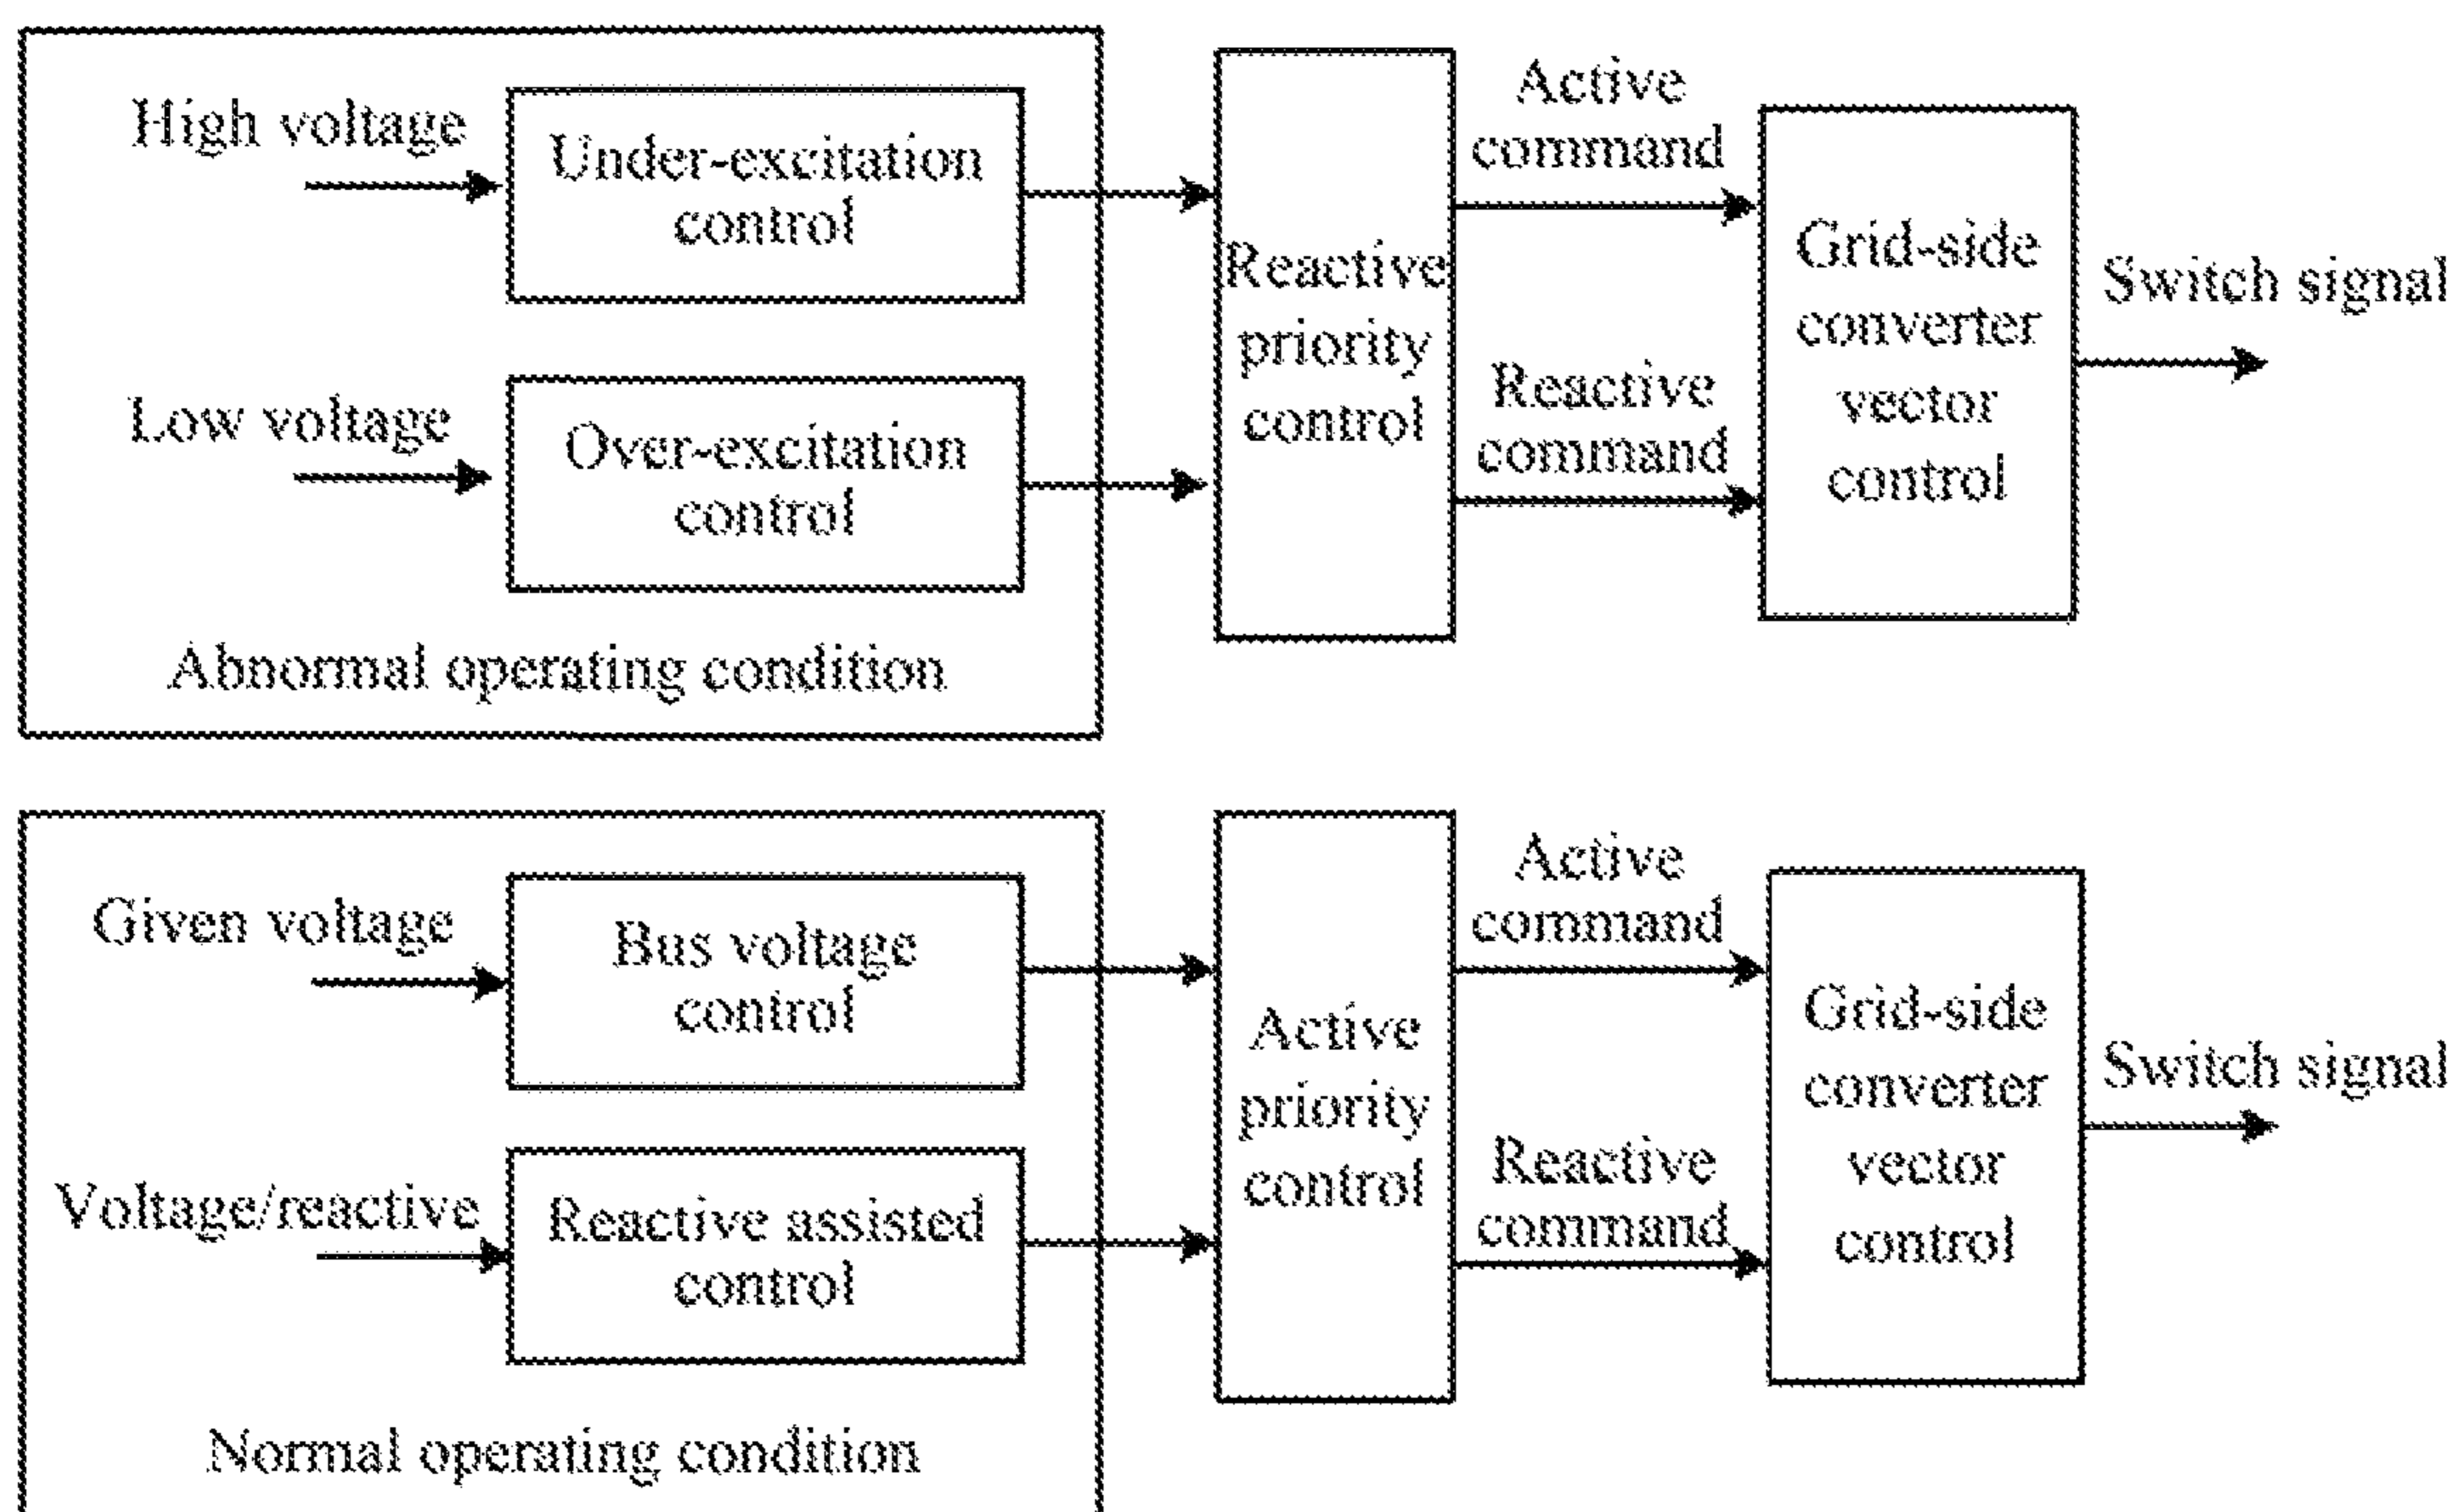 High voltage
Under-excitation
control
Low voltage
Over-excitation
control
Abnormal operating condition
Reactive
priority
control
Active
command
Reactive
command
Grid-side
converter
vector
control
Switch signal
Given voltage
Bus voltage
control
Voltage/reactive
Reactive assisted
control
Normal operating condition
Active
priority
control
Active
command
Reactive
command
Grid-side
converter
vector
control
Switch signal